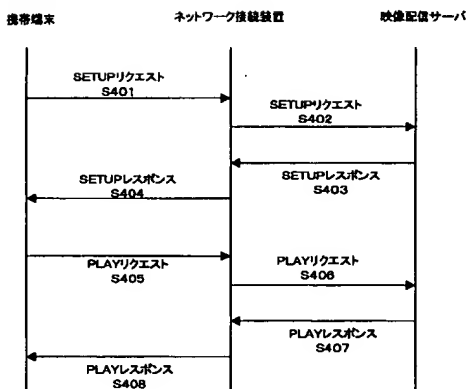 携帯端末 ネットワーク接続装置 映像配信サーバ
SETUPリクエスト
S401
SETUPリクエスト
S402
SETUPレスポンス
S403
SETUPレスポンス
S404
PLAYリクエスト
S405
PLAYリクエスト
S406
PLAYレスポンス
S407
PLAYレスポンス
S408